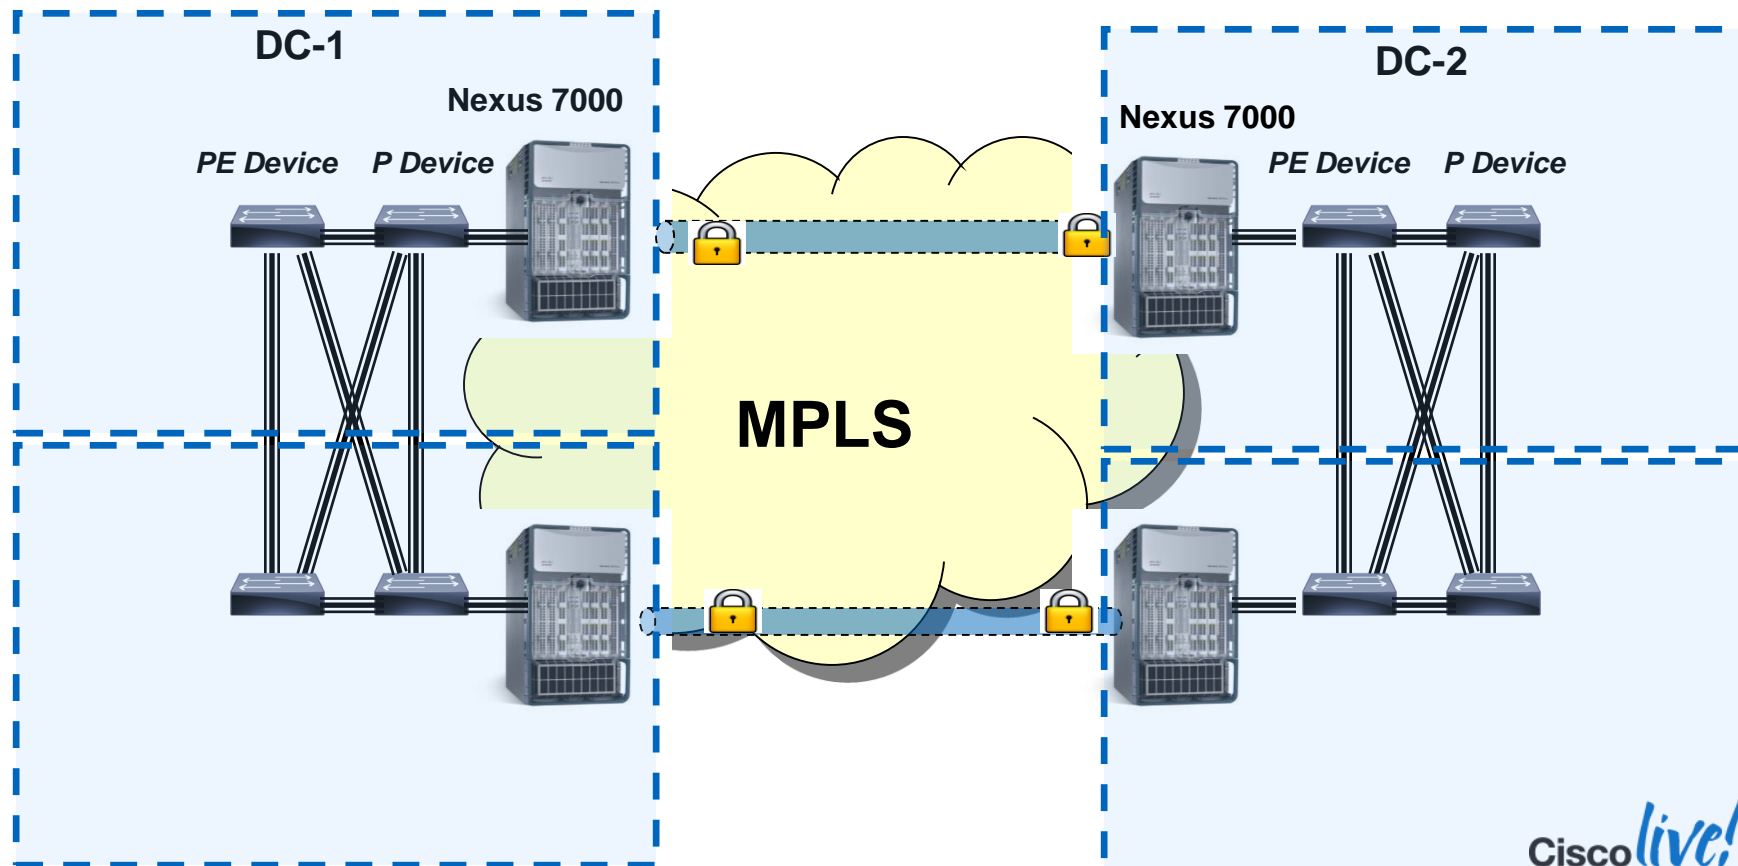 DC-1
DC-2
Nexus 7000
Nexus 7000
PE Device
P Device
PE Device
P Device
MPLS
Cisco live!